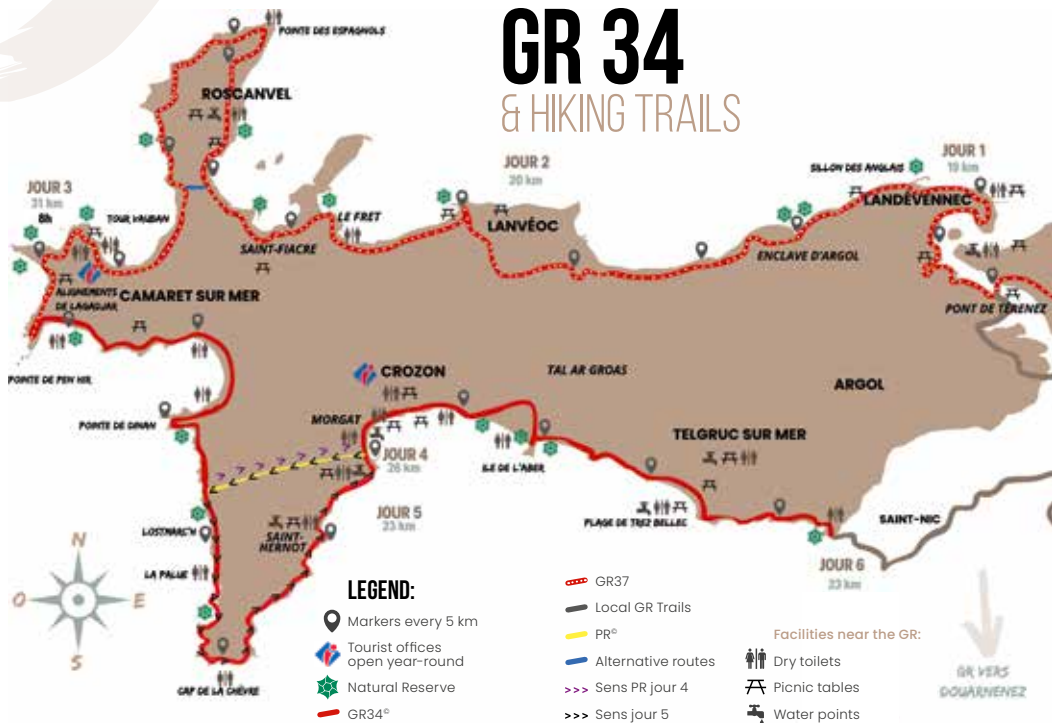 GR 34
& HIKING TRAILS
POINTE DES ESPAGNOLS
ROSCANVEL
JOUR 3
31 km
8h
TOUR VAUBAN
ALIGNEMENTS
DE LAGADJAR
CAMARET SUR MER
POINTE DE PEN HIR
POINTE DE DINAN
SAINT-FIACRE
LE FRET
JOUR 2
20 km
LANVÉOC
ENCLAVE D'ARGOL
SILLON DES ANGLAIS
JOUR 1
19 km
LANDÉVENNEC
PONT DE TÉRENEZ
CROZON
TAL AR GROAS
ARGOL
MORGAT
JOUR 4
26 km
ILE DE L'ABER
TELGRUC SUR MER
PLAGE DE TREZ BELLEC
SAINT-NIC
JOUR 5
23 km
JOUR 6
23 km
LOSTMARC'H
SAINT-
HERNOT
LA PALUE
CAP DE LA CHÈVRE
N
O
E
S
LEGEND:
Markers every 5 km
Tourist offices
open year-round
Natural Reserve
GR34©
GR37
Local GR Trails
PR©
Alternative routes
>>> Sens PR jour 4
>>> Sens jour 5
Facilities near the GR:
Dry toilets
Picnic tables
Water points
GR VERS
DOUARNENEZ